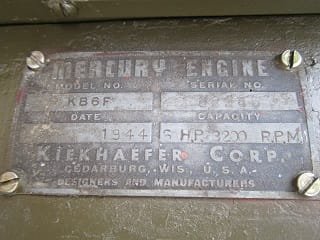 MERCURY ENGINE
MODEL NO. SERIAL NO.
KB6F
DATE CAPACITY
1944 6 HP-3200 RPM
KIEKHAEFER CORP.
CEDARBURG, WIS., U.S.A.
DESIGNERS AND MANUFACTURERS